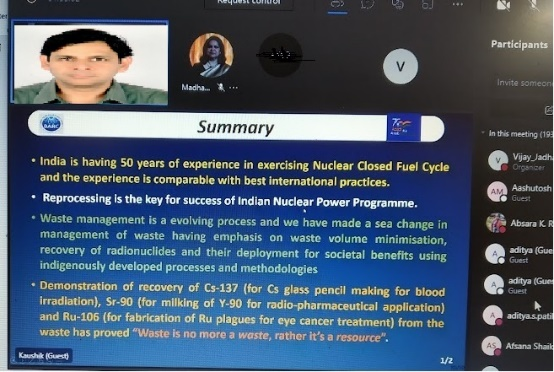 Request control
Participants
Madha...
V
Invite someon
In this meeting (193
Summary
BARC
• India is having 50 years of experience in exercising Nuclear Closed Fuel Cycle
and the experience is comparable with best international practices.
• Reprocessing is the key for success of Indian Nuclear Power Programme.
• Waste management is a evolving process and we have made a sea change in
management of waste having emphasis on waste volume minimisation,
recovery of radionuclides and their deployment for societal benefits using
indigenously developed processes and methodologies
• Demonstration of recovery of Cs-137 (for Cs glass pencil making for blood
irradiation), Sr-90 (for milking of Y-90 for radio-pharmaceutical application)
and Ru-106 (for fabrication of Ru plagues for eye cancer treatment) from the
waste has proved "Waste is no more a waste, rather it's a resource".
Kaushik (Guest)
1/2
V
Vijay_Jadh
Organizer
AM
Aashutosh
Guest
Absara K. R
A
aditya (Gue
Guest
A
aditya (Gues
Guest
A
aditya.s.patil
AS
Afsana Shaik